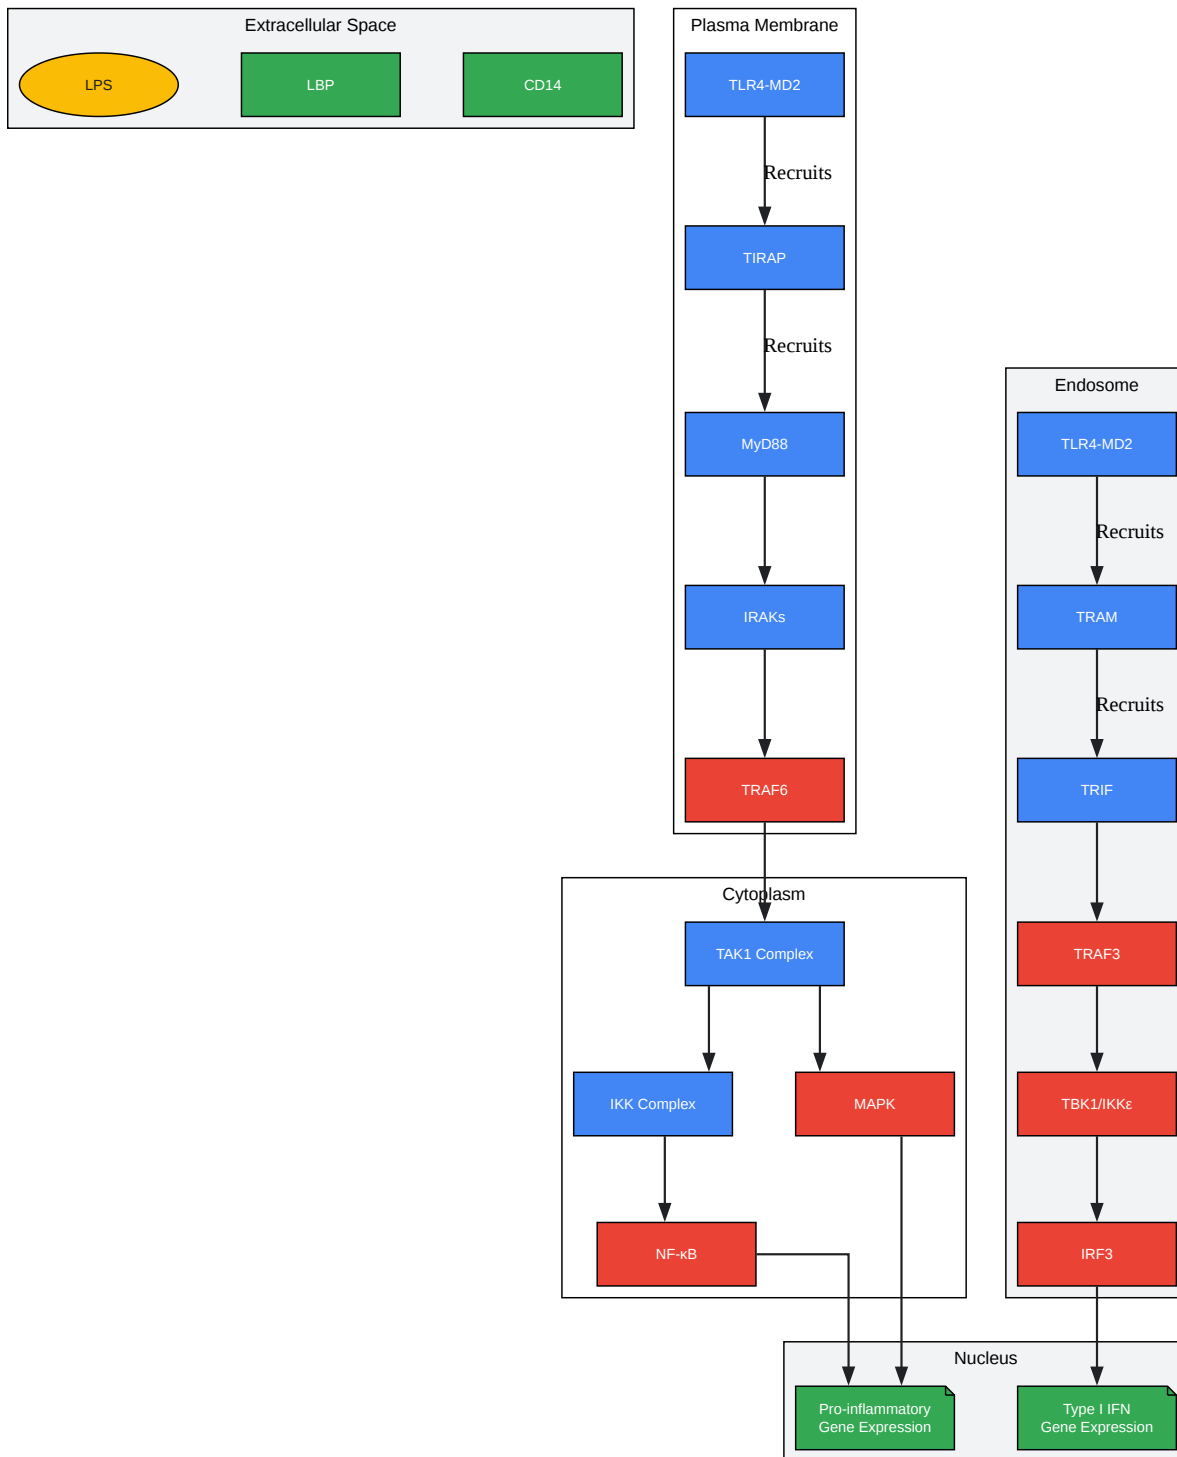 Extracellular Space
LPS
LBP
CD14
Plasma Membrane
TLR4-MD2
Recruits
TIRAP
Recruits
MyD88
IRAKs
TRAF6
Endosome
TLR4-MD2
Recruits
TRAM
Recruits
TRIF
TRAF3
TBK1/IKKε
IRF3
Cytoplasm
TAK1 Complex
IKK Complex
MAPK
NF-κB
Nucleus
Pro-inflammatory
Gene Expression
Type I IFN
Gene Expression